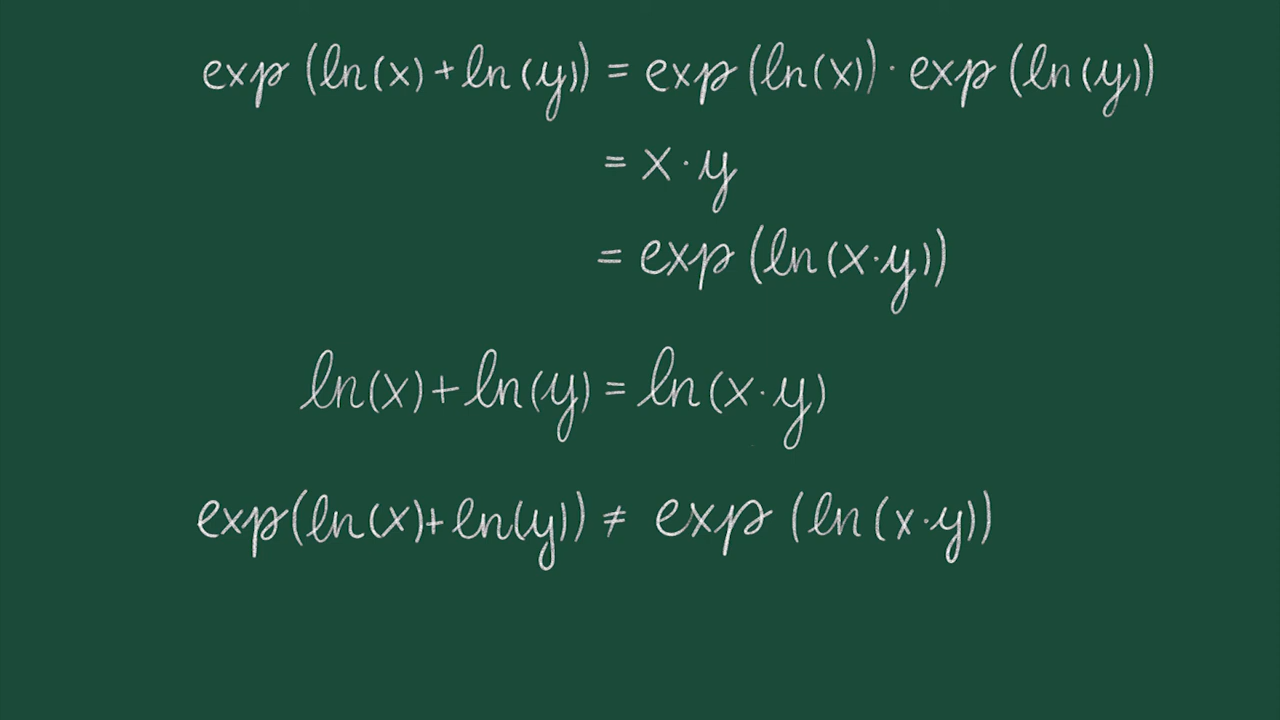 exp (ln(x) + ln(y)) = exp (ln(x)) · exp (ln(y))
= x · y
= exp (ln(x·y))
ln(x) + ln(y) = ln(x·y)
exp(ln(x)+ln(y)) ≠ exp (ln(x·y))